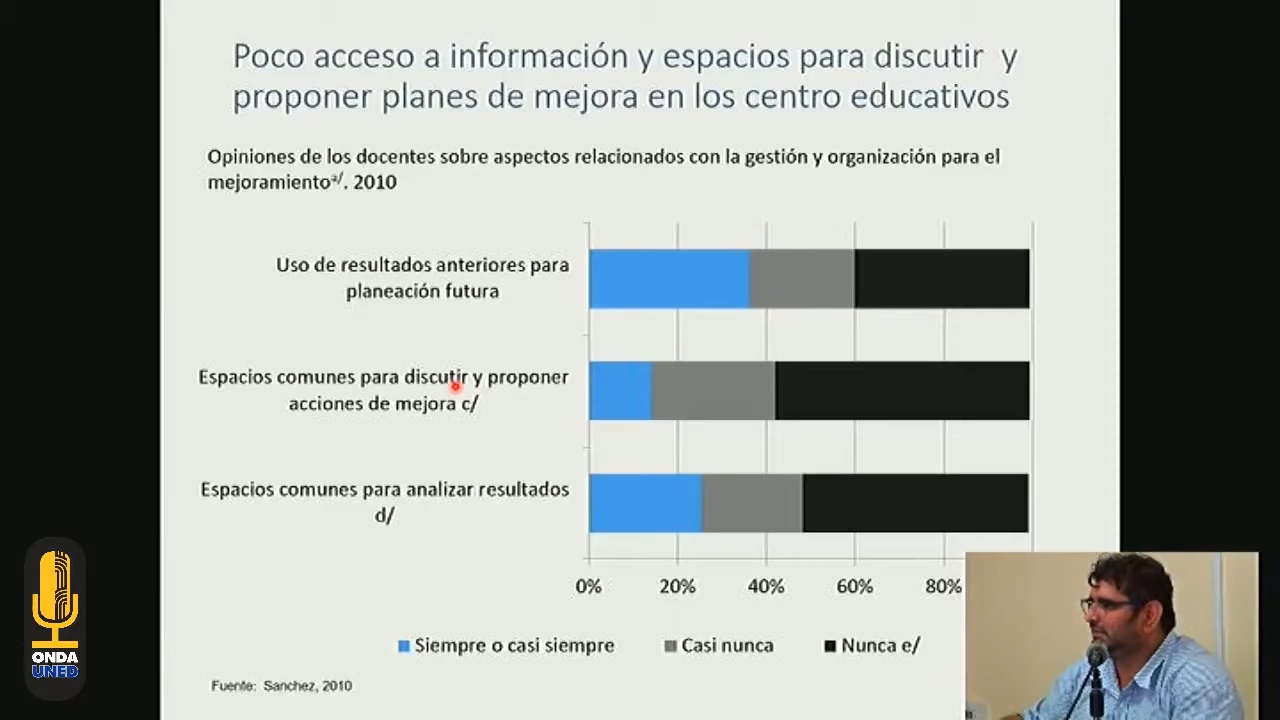 Poco acceso a información y espacios para discutir y
proponer planes de mejora en los centro educativos
Opiniones de los docentes sobre aspectos relacionados con la gestión y organización para el
mejoramientoᵃ/. 2010
Uso de resultados anteriores para
planeación futura
Espacios comunes para discutir y proponer
acciones de mejora c/
Espacios comunes para analizar resultados
d/
0% 20% 40% 60% 80%
Siempre o casi siempre Casi nunca Nunca e/
Fuente: Sanchez, 2010
ONDA
UNED